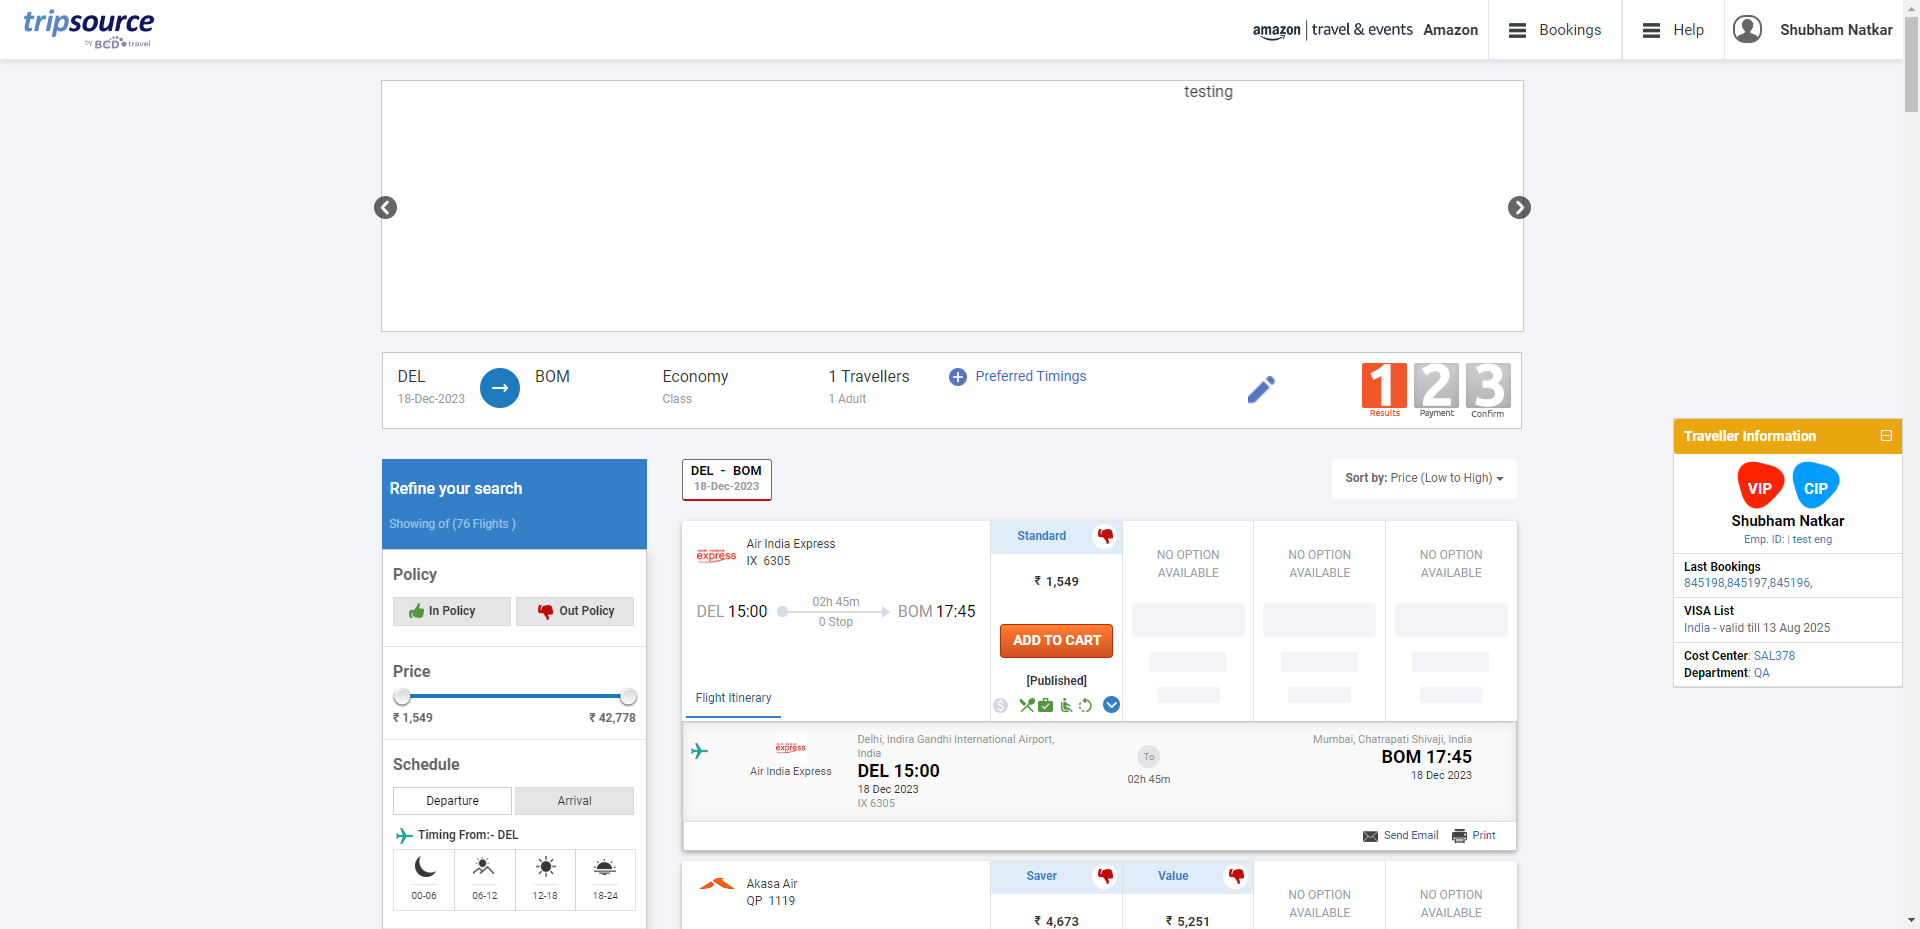 tripsource
by BCD travel
amazon travel & events Amazon
Bookings
Help
Shubham Natkar
testing
DEL
18-Dec-2023
BOM
Economy
Class
1 Travellers
1 Adult
Preferred Timings
1 2 3
Results Payment Confirm
Refine your search
Showing of (76 Flights )
Policy
In Policy Out Policy
Price
₹ 1,549 ₹ 42,778
Schedule
Departure Arrival
Timing From:- DEL
00-06 06-12 12-18 18-24
DEL - BOM
18-Dec-2023
Sort by: Price (Low to High)
express
Air India Express
IX 6305
DEL 15:00
02h 45m
0 Stop
BOM 17:45
Flight Itinerary
Standard
₹ 1,549
ADD TO CART
[Published]
NO OPTION
AVAILABLE
NO OPTION
AVAILABLE
NO OPTION
AVAILABLE
express
Air India Express
Delhi, Indira Gandhi International Airport,
India
DEL 15:00
18 Dec 2023
IX 6305
To
02h 45m
Mumbai, Chatrapati Shivaji, India
BOM 17:45
18 Dec 2023
Send Email Print
Akasa Air
QP 1119
Saver
₹ 4,673
Value
₹ 5,251
NO OPTION
AVAILABLE
NO OPTION
AVAILABLE
Traveller Information
VIP CIP
Shubham Natkar
Emp. ID: | test eng
Last Bookings
845198,845197,845196,
VISA List
India - valid till 13 Aug 2025
Cost Center: SAL378
Department: QA